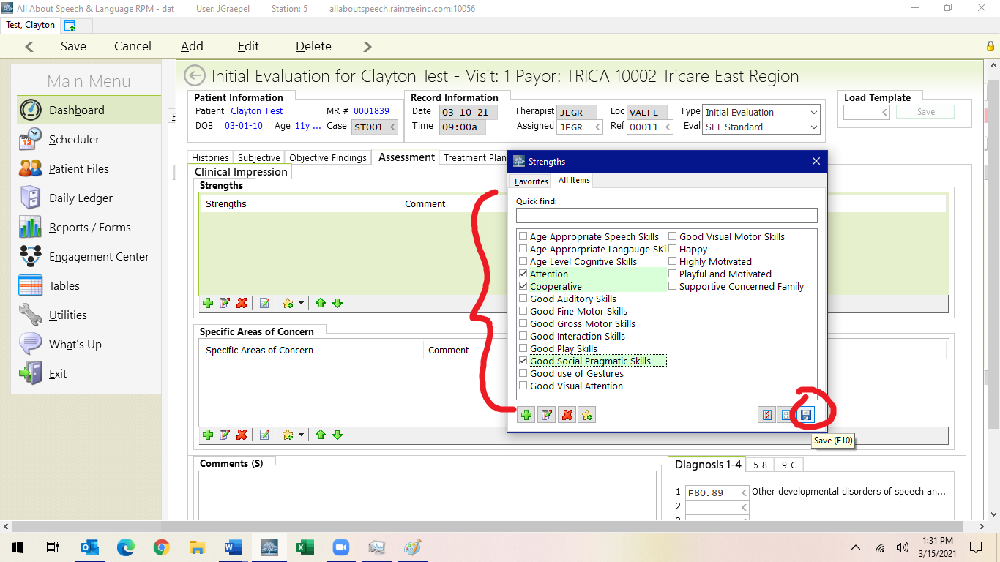 All About Speech & Language RPM - dat User: JGraepel Station: 5 allaboutspeech.raintreeinc.com:10056
Test, Clayton
Save Cancel Add Edit Delete
Main Menu
Dashboard
Scheduler
Patient Files
Daily Ledger
Reports / Forms
Engagement Center
Tables
Utilities
What's Up
Exit
Initial Evaluation for Clayton Test - Visit: 1 Payor: TRICA 10002 Tricare East Region
Patient Information
Patient Clayton Test MR # 0001839
DOB 03-01-10 Age 11y ... Case ST001
Record Information
Date 03-10-21 Therapist JEGR Loc VALFL Type Initial Evaluation
Time 09:00a Assigned JEGR Ref 00011 Eval SLT Standard
Load Template
Save
Histories Subjective Objective Findings Assessment Treatment Plan
Clinical Impression
Strengths
Strengths Comment
Specific Areas of Concern
Specific Areas of Concern Comment
Comments (S)
Strengths
Favorites All Items
Quick find:
Age Appropriate Speech Skills
Age Approrpriate Langauge SKi
Age Level Cognitive Skills
Attention
Cooperative
Good Auditory Skills
Good Fine Motor Skills
Good Gross Motor Skills
Good Interaction Skills
Good Play Skills
Good Social Pragmatic Skills
Good use of Gestures
Good Visual Attention
Good Visual Motor Skills
Happy
Highly Motivated
Playful and Motivated
Supportive Concerned Family
Save (F10)
Diagnosis 1-4 5-8 9-C
1 F80.89 Other developmental disorders of speech an...
2
1:31 PM
3/15/2021